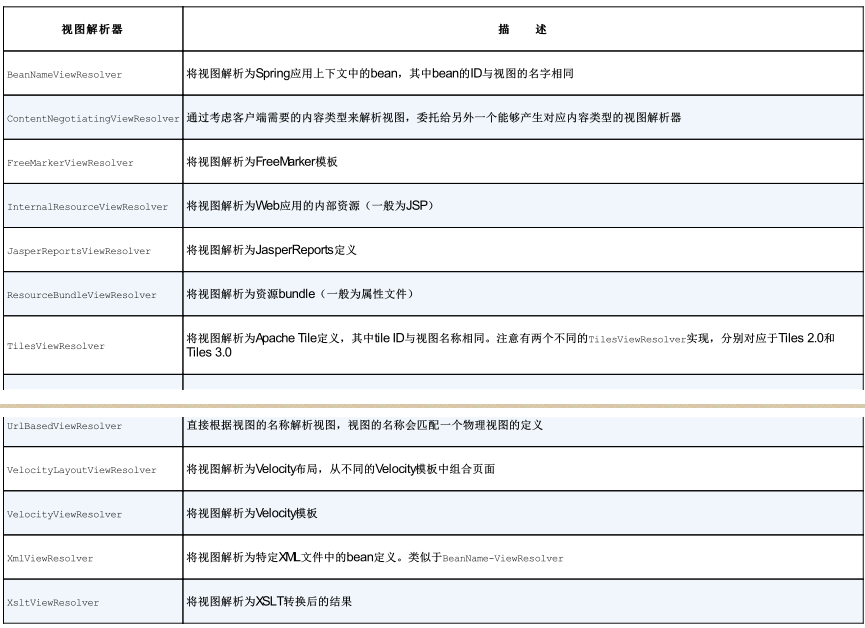 视图解析器 描 述
BeanNameViewResolver 将视图解析为Spring应用上下文中的bean，其中bean的ID与视图的名字相同
ContentNegotiatingViewResolver 通过考虑客户端需要的内容类型来解析视图，委托给另外一个能够产生对应内容类型的视图解析器
FreeMarkerViewResolver 将视图解析为FreeMarker模板
InternalResourceViewResolver 将视图解析为Web应用的内部资源（一般为JSP）
JasperReportsViewResolver 将视图解析为JasperReports定义
ResourceBundleViewResolver 将视图解析为资源bundle（一般为属性文件）
TilesViewResolver 将视图解析为Apache Tile定义，其中tile ID与视图名称相同。注意有两个不同的TilesViewResolver实现，分别对应于Tiles 2.0和
Tiles 3.0
UrlBasedViewResolver 直接根据视图的名称解析视图，视图的名称会匹配一个物理视图的定义
VelocityLayoutViewResolver 将视图解析为Velocity布局，从不同的Velocity模板中组合页面
VelocityViewResolver 将视图解析为Velocity模板
XmlViewResolver 将视图解析为特定XML文件中的bean定义。类似于BeanName-ViewResolver
XsltViewResolver 将视图解析为XSLT转换后的结果